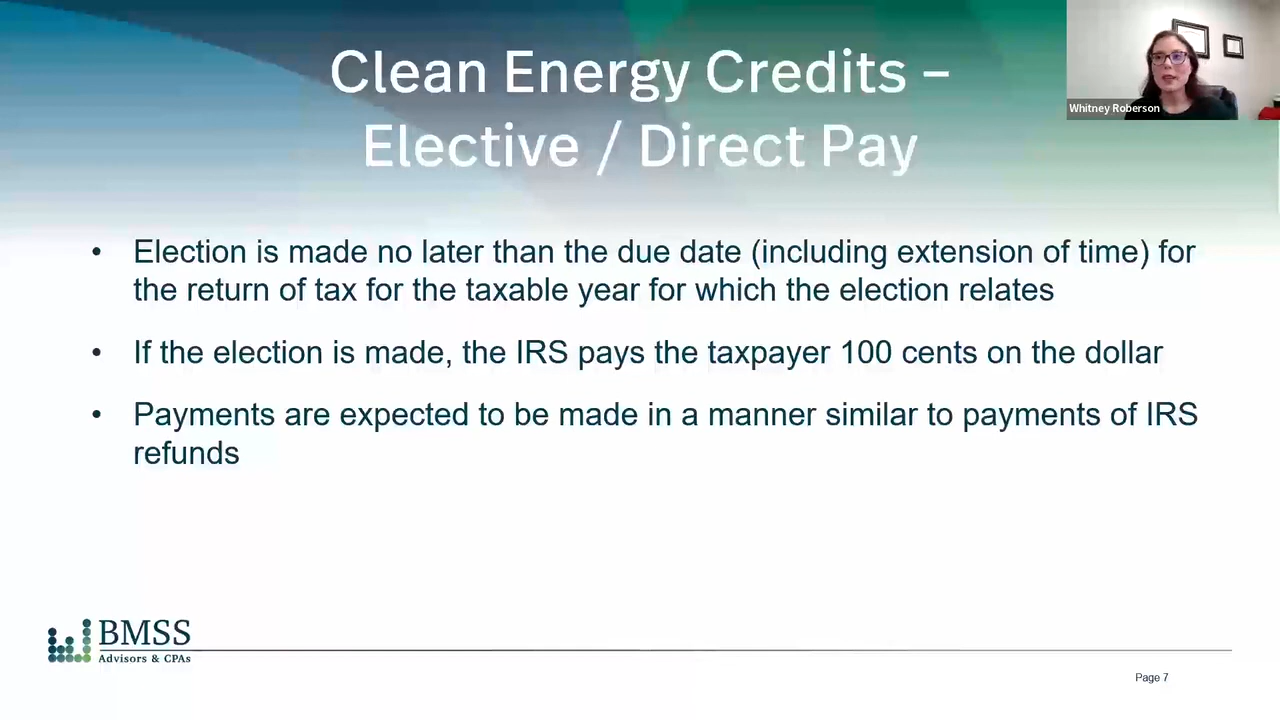 Clean Energy Credits –
Elective / Direct Pay
Whitney Roberson
• Election is made no later than the due date (including extension of time) for
the return of tax for the taxable year for which the election relates
• If the election is made, the IRS pays the taxpayer 100 cents on the dollar
• Payments are expected to be made in a manner similar to payments of IRS
refunds
BMSS
Advisors & CPAs
Page 7